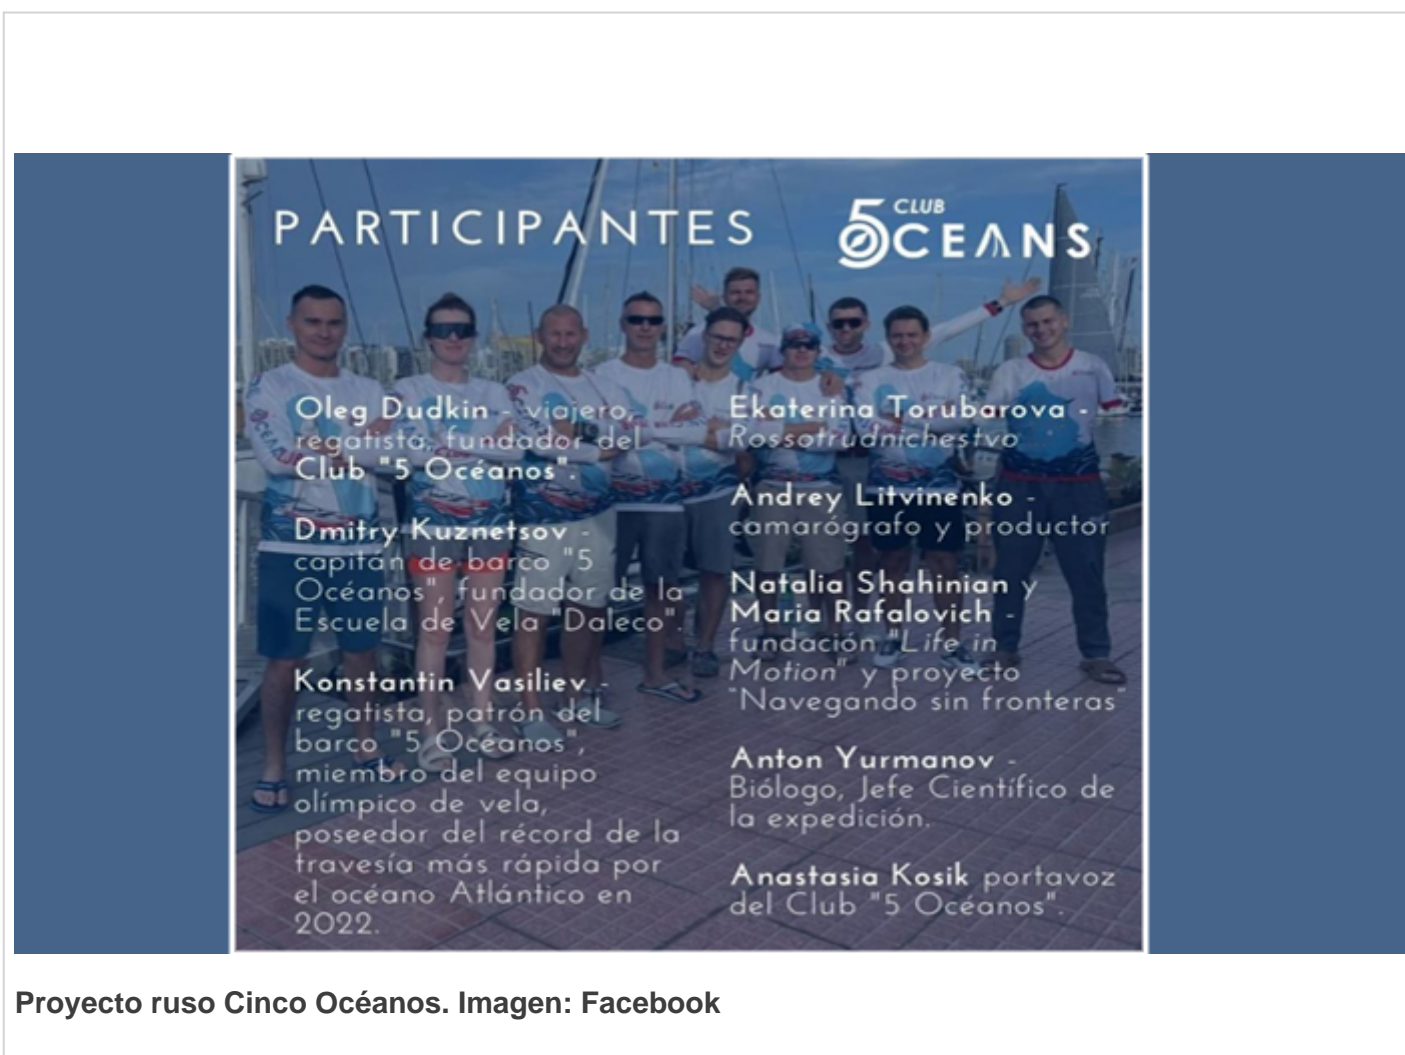 PARTICIPANTES
5 CLUB
OCEANS
Oleg Dudkin - viajero,
regatista, fundador del
Club "5 Océanos".
Dmitry Kuznetsov -
capitán de barco "5
Océanos", fundador de la
Escuela de Vela "Daleco".
Konstantin Vasiliev -
regatista, patrón del
barco "5 Océanos",
miembro del equipo
olímpico de vela,
poseedor del récord de la
travesía más rápida por
el océano Atlántico en
2022.
Ekaterina Torubarova -
Rossotrudnichestvo
Andrey Litvinenko -
camarógrafo y productor
Natalia Shahinian y
Maria Rafalovich -
fundación "Life in
Motion" y proyecto
"Navegando sin fronteras"
Anton Yurmanov -
Biólogo, Jefe Científico de
la expedición.
Anastasia Kosik portavoz
del Club "5 Océanos".
Proyecto ruso Cinco Océanos. Imagen: Facebook